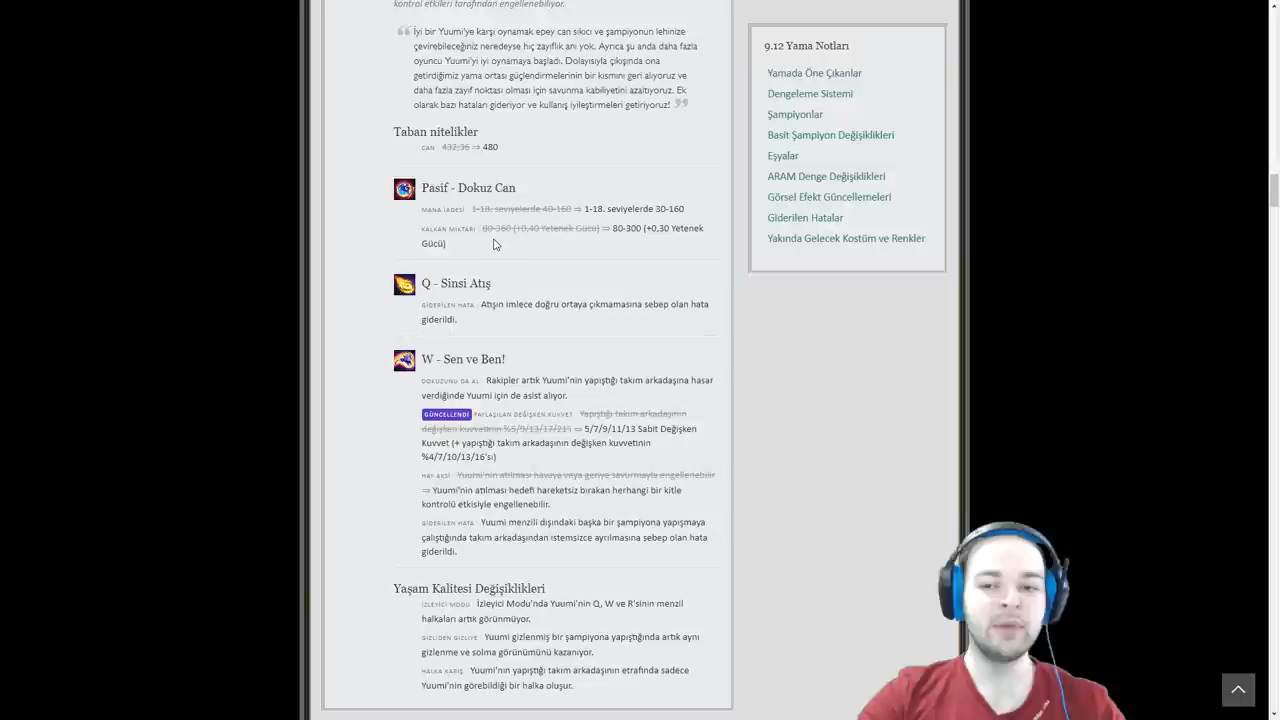 kontrol etkileri tarafından engellenebiliyor.
İyi bir Yuumi'ye karşı oynamak epey can sıkıcı ve şampiyonun lehinize
çevirebileceğiniz neredeyse hiç zayıflık anı yok. Ayrıca şu anda daha fazla
oyuncu Yuumi'yi iyi oynamaya başladı. Dolayısıyla çıkışında ona
getirdiğimiz yama ortası güçlendirmelerinin bir kısmını geri alıyoruz ve
daha fazla zayıf noktası olması için savunma kabiliyetini azaltıyoruz. Ek
olarak bazı hataları gideriyor ve kullanış iyileştirmeleri getiriyoruz!
Taban nitelikler
CAN 432,36 ⇒ 480
Pasif - Dokuz Can
MANA İADESİ 1-18. seviyelerde 40-160 ⇒ 1-18. seviyelerde 30-160
KALKAN MİKTARI 80-360 (+0,40 Yetenek Gücü) ⇒ 80-300 (+0,30 Yetenek
Gücü)
Q - Sinsi Atış
GİDERİLEN HATA Atışın imlece doğru ortaya çıkmamasına sebep olan hata
giderildi.
W - Sen ve Ben!
DOKUZUNU DA AL Rakipler artık Yuumi'nin yapıştığı takım arkadaşına hasar
verdiğinde Yuumi için de asist alıyor.
GÜNCELLENDİ PAYLAŞILAN DEĞİŞKEN KUVVET Yapıştığı takım arkadaşının
değişken kuvvetinin %5/9/13/17/21'i ⇒ 5/7/9/11/13 Sabit Değişken
Kuvvet (+ yapıştığı takım arkadaşının değişken kuvvetinin
%4/7/10/13/16'sı)
HAY AKSİ Yuumi'nin atılması havaya veya geriye savurmayla engellenebilir
⇒ Yuumi'nin atılması hedefi hareketsiz bırakan herhangi bir kitle
kontrolü etkisiyle engellenebilir.
GİDERİLEN HATA Yuumi menzili dışındaki başka bir şampiyona yapışmaya
çalıştığında takım arkadaşından istemsizce ayrılmasına sebep olan hata
giderildi.
Yaşam Kalitesi Değişiklikleri
İZLEYİCİ MODU İzleyici Modu'nda Yuumi'nin Q, W ve R'sinin menzil
halkaları artık görünmüyor.
GİZLİDEN GİZLİYE Yuumi gizlenmiş bir şampiyona yapıştığında artık aynı
gizlenme ve solma görünümünü kazanıyor.
HALKA KARIŞ Yuumi'nın yapıştığı takım arkadaşının etrafında sadece
Yuumi'nin görebildiği bir halka oluşur.
9.12 Yama Notları
Yamada Öne Çıkanlar
Dengeleme Sistemi
Şampiyonlar
Basit Şampiyon Değişiklikleri
Eşyalar
ARAM Denge Değişiklikleri
Görsel Efekt Güncellemeleri
Giderilen Hatalar
Yakında Gelecek Kostüm ve Renkler